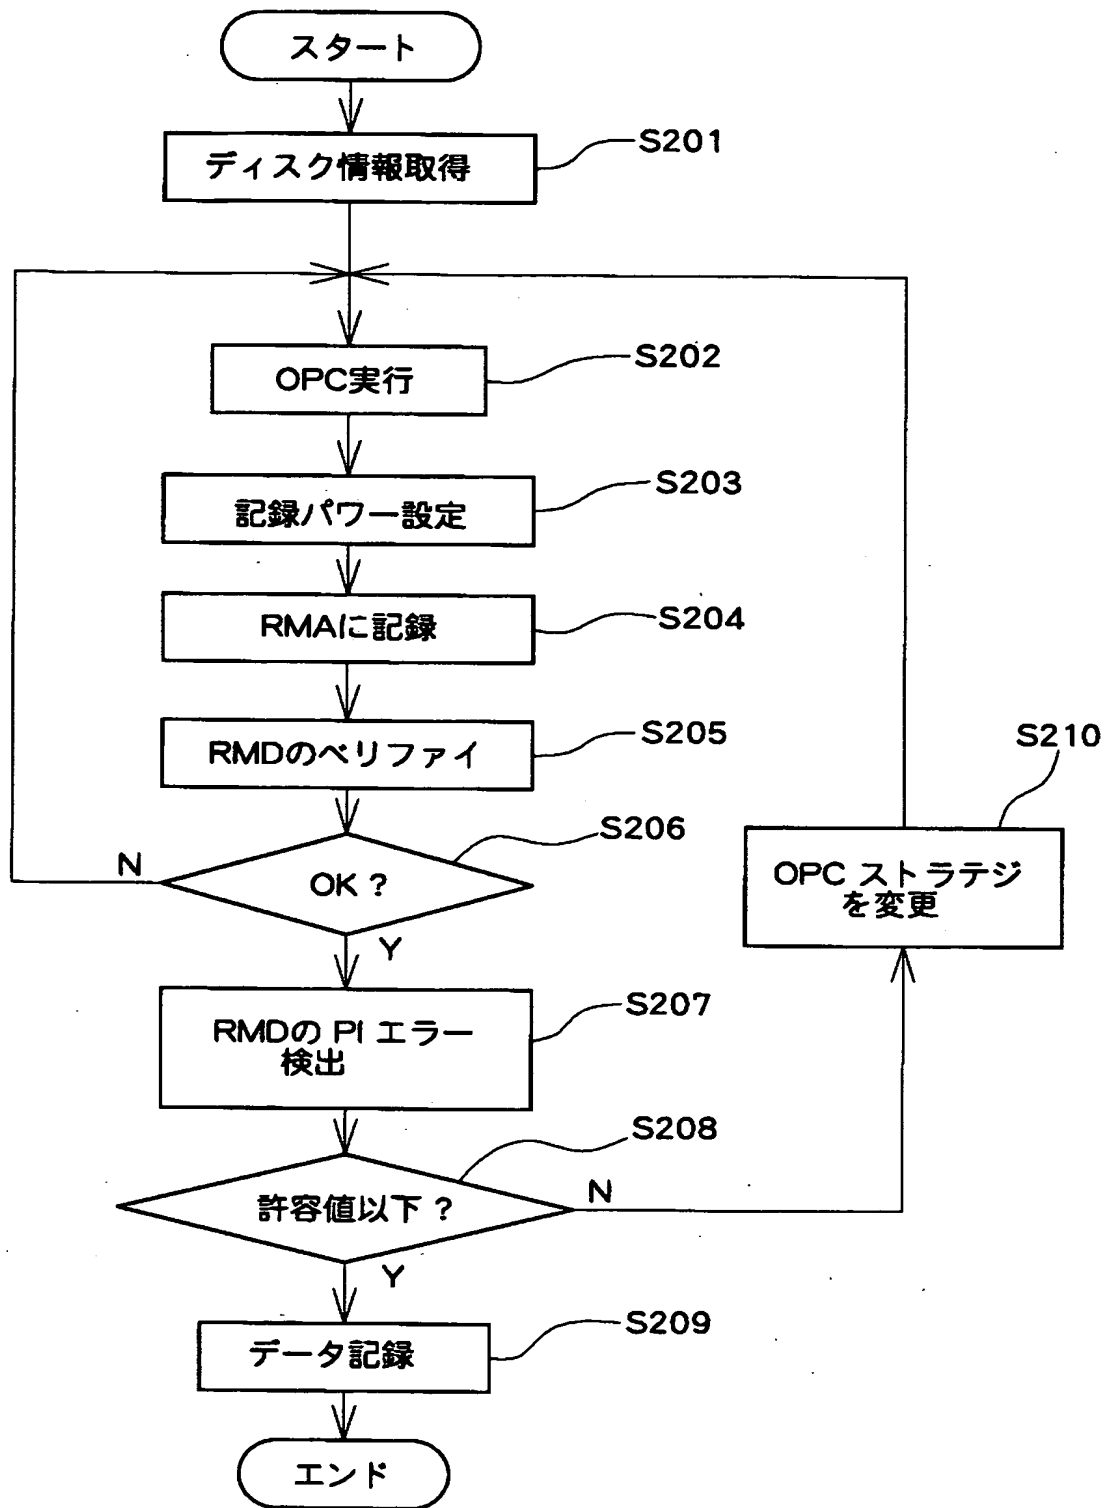 スタート
S201
ディスク情報取得
S202
OPC実行
S203
記録パワー設定
S204
RMAに記録
S205
RMDのベリファイ
S210
S206
N
OK ?
OPC ストラテジ
を変更
Y
S207
RMDの PI エラー
検出
S208
許容値以下 ?
N
Y
S209
データ記録
エンド